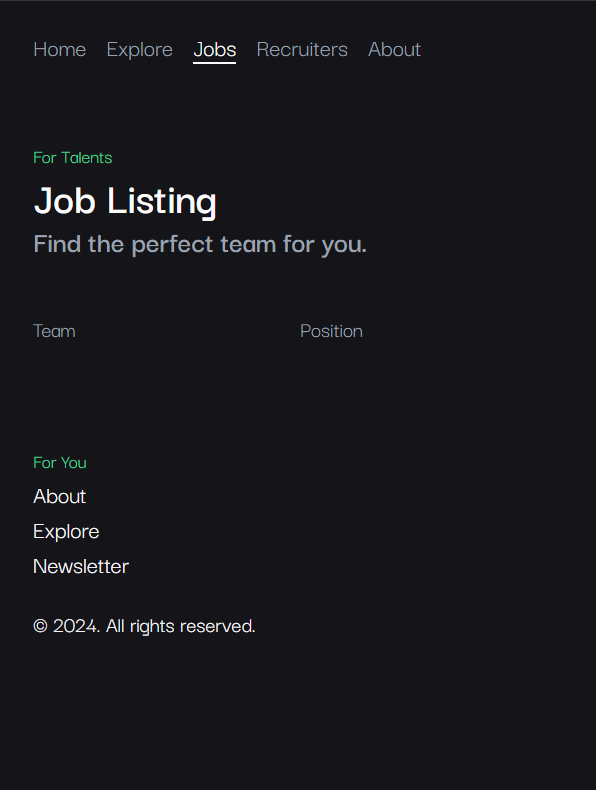 Home Explore Jobs Recruiters About
For Talents
Job Listing
Find the perfect team for you.
Team Position
For You
About
Explore
Newsletter
© 2024. All rights reserved.